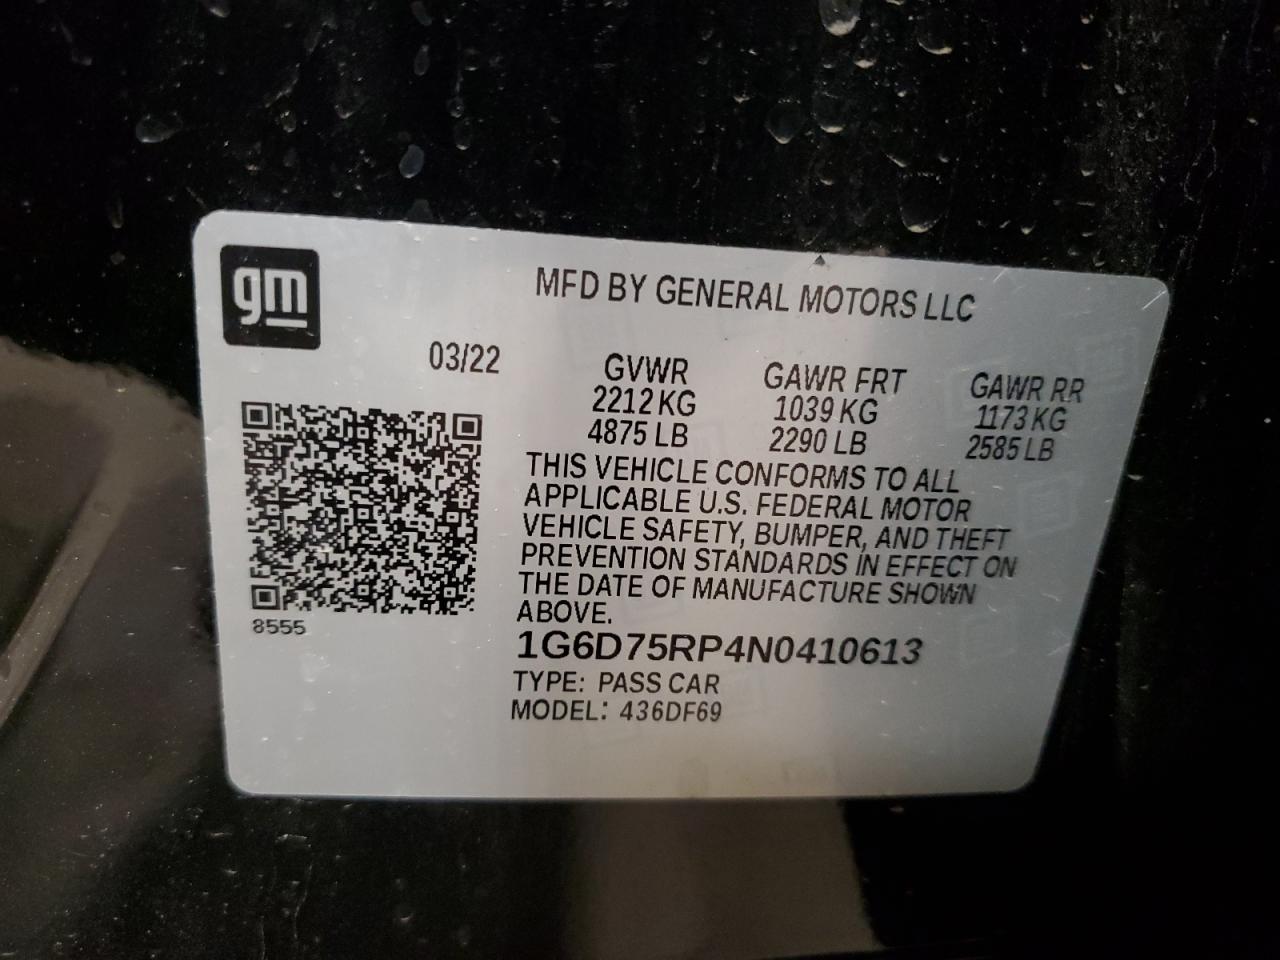 gm
MFD BY GENERAL MOTORS LLC
03/22
GVWR
2212 KG
4875 LB
GAWR FRT
1039 KG
2290 LB
GAWR RR
1173 KG
2585 LB
THIS VEHICLE CONFORMS TO ALL
APPLICABLE U.S. FEDERAL MOTOR
VEHICLE SAFETY, BUMPER, AND THEFT
PREVENTION STANDARDS IN EFFECT ON
THE DATE OF MANUFACTURE SHOWN
ABOVE.
8555
1G6D75RP4N0410613
TYPE: PASS CAR
MODEL: 436DF69